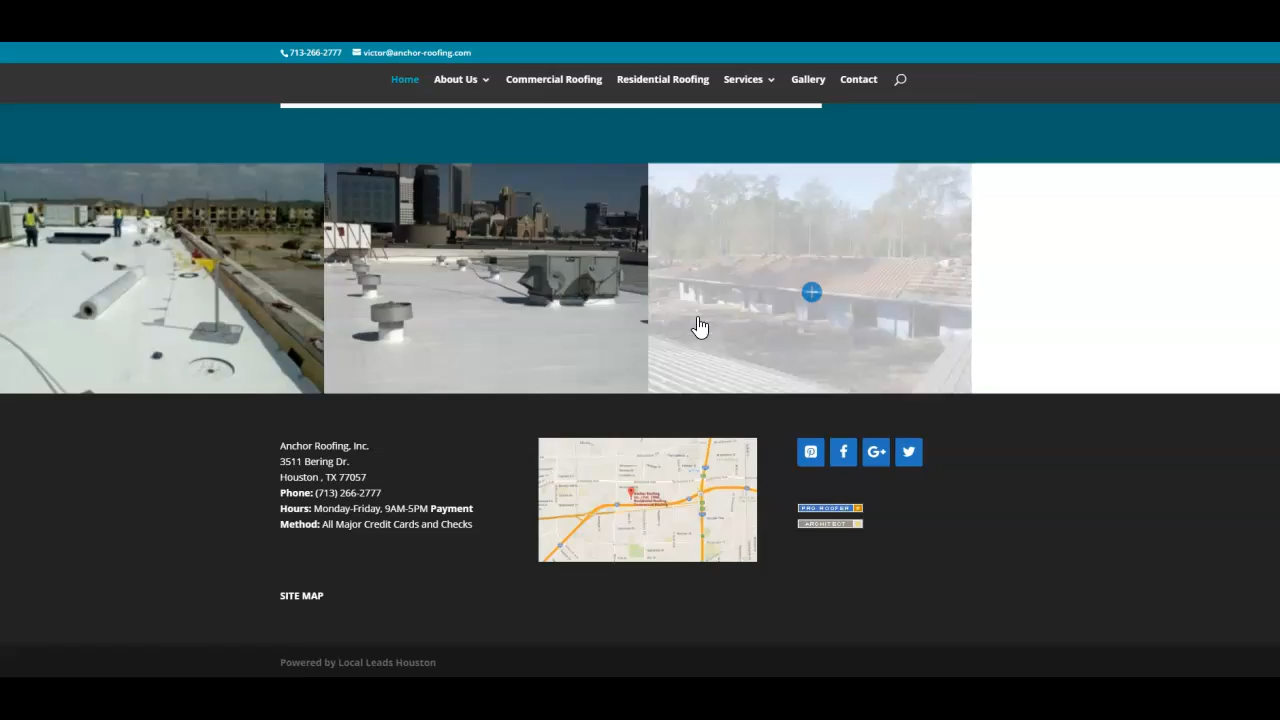 713-266-2777 victor@anchor-roofing.com
Home About Us Commercial Roofing Residential Roofing Services Gallery Contact
Anchor Roofing, Inc.
3511 Bering Dr.
Houston , TX 77057
Phone: (713) 266-2777
Hours: Monday-Friday, 9AM-5PM Payment
Method: All Major Credit Cards and Checks
G+
PRO ROOFER
ARCHITECT
SITE MAP
Powered by Local Leads Houston